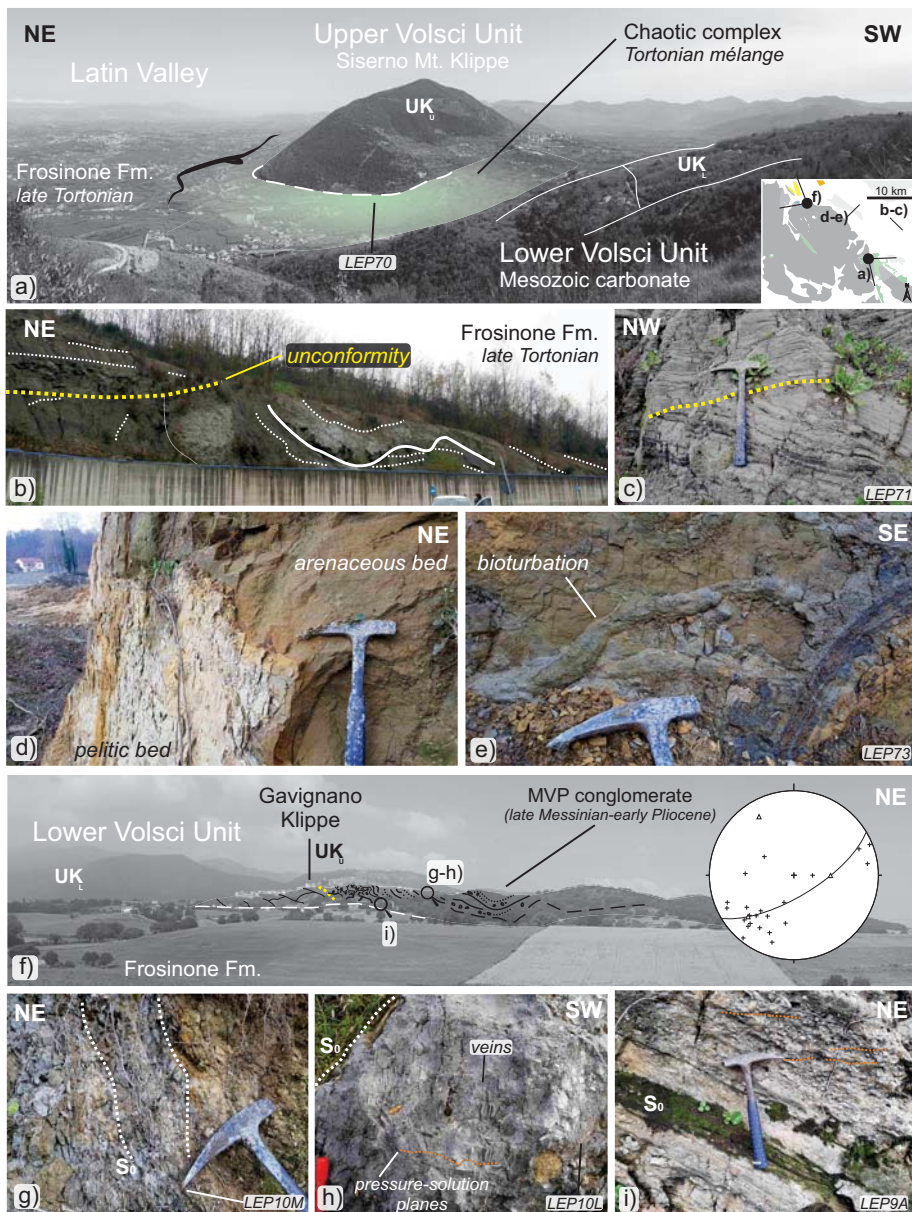 NE
Upper Volsci Unit
Siserno Mt. Klippe
Chaotic complex
Tortonian mélange
SW
Latin Valley
UK U
Frosinone Fm.
late Tortonian
UK L
10 km
f)
d-e)
b-c)
a)
N
LEP70
Lower Volsci Unit
Mesozoic carbonate
a)
NE
unconformity
Frosinone Fm.
late Tortonian
b)
NW
c)
LEP71
NE
arenaceous bed
pelitic bed
d)
SE
bioturbation
e)
LEP73
Lower Volsci Unit
UK L
Gavignano
Klippe
UK U
MVP conglomerate
(late Messinian-early Pliocene)
NE
g-h)
i)
f)
Frosinone Fm.
NE
S0
g)
LEP10M
SW
S0
veins
pressure-solution
planes
h)
LEP10L
NE
S0
i)
LEP9A